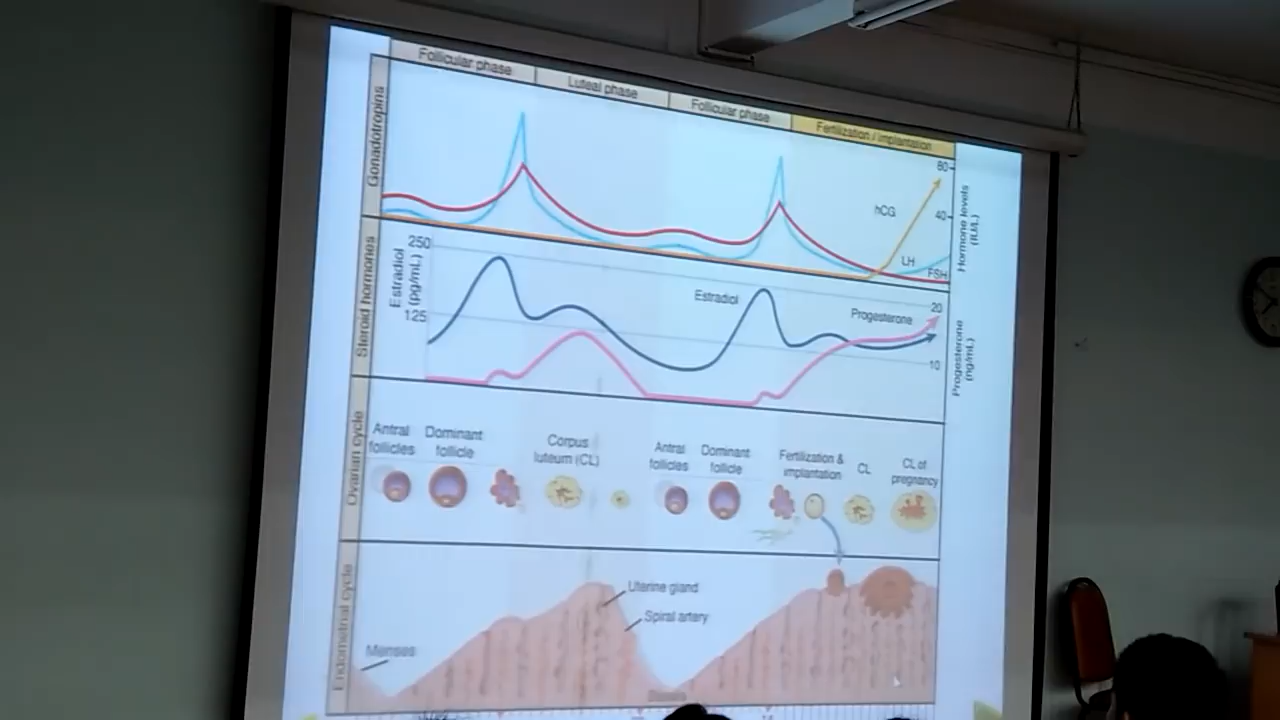 Follicular phase
Luteal phase
Follicular phase
Fertilization / implantation
Gonadotropins
80
40
Hormone levels
(IU/L)
hCG
LH
FSH
Steroid hormones
Estradiol
(pg/mL)
250
125
Estradiol
Progesterone
20
10
Progesterone
(ng/mL)
Ovarian cycle
Antral
follicles
Dominant
follicle
Corpus
luteum (CL)
Antral
follicles
Dominant
follicle
Fertilization &
implantation
CL
CL of
pregnancy
Endometrial cycle
Menses
Uterine gland
Spiral artery